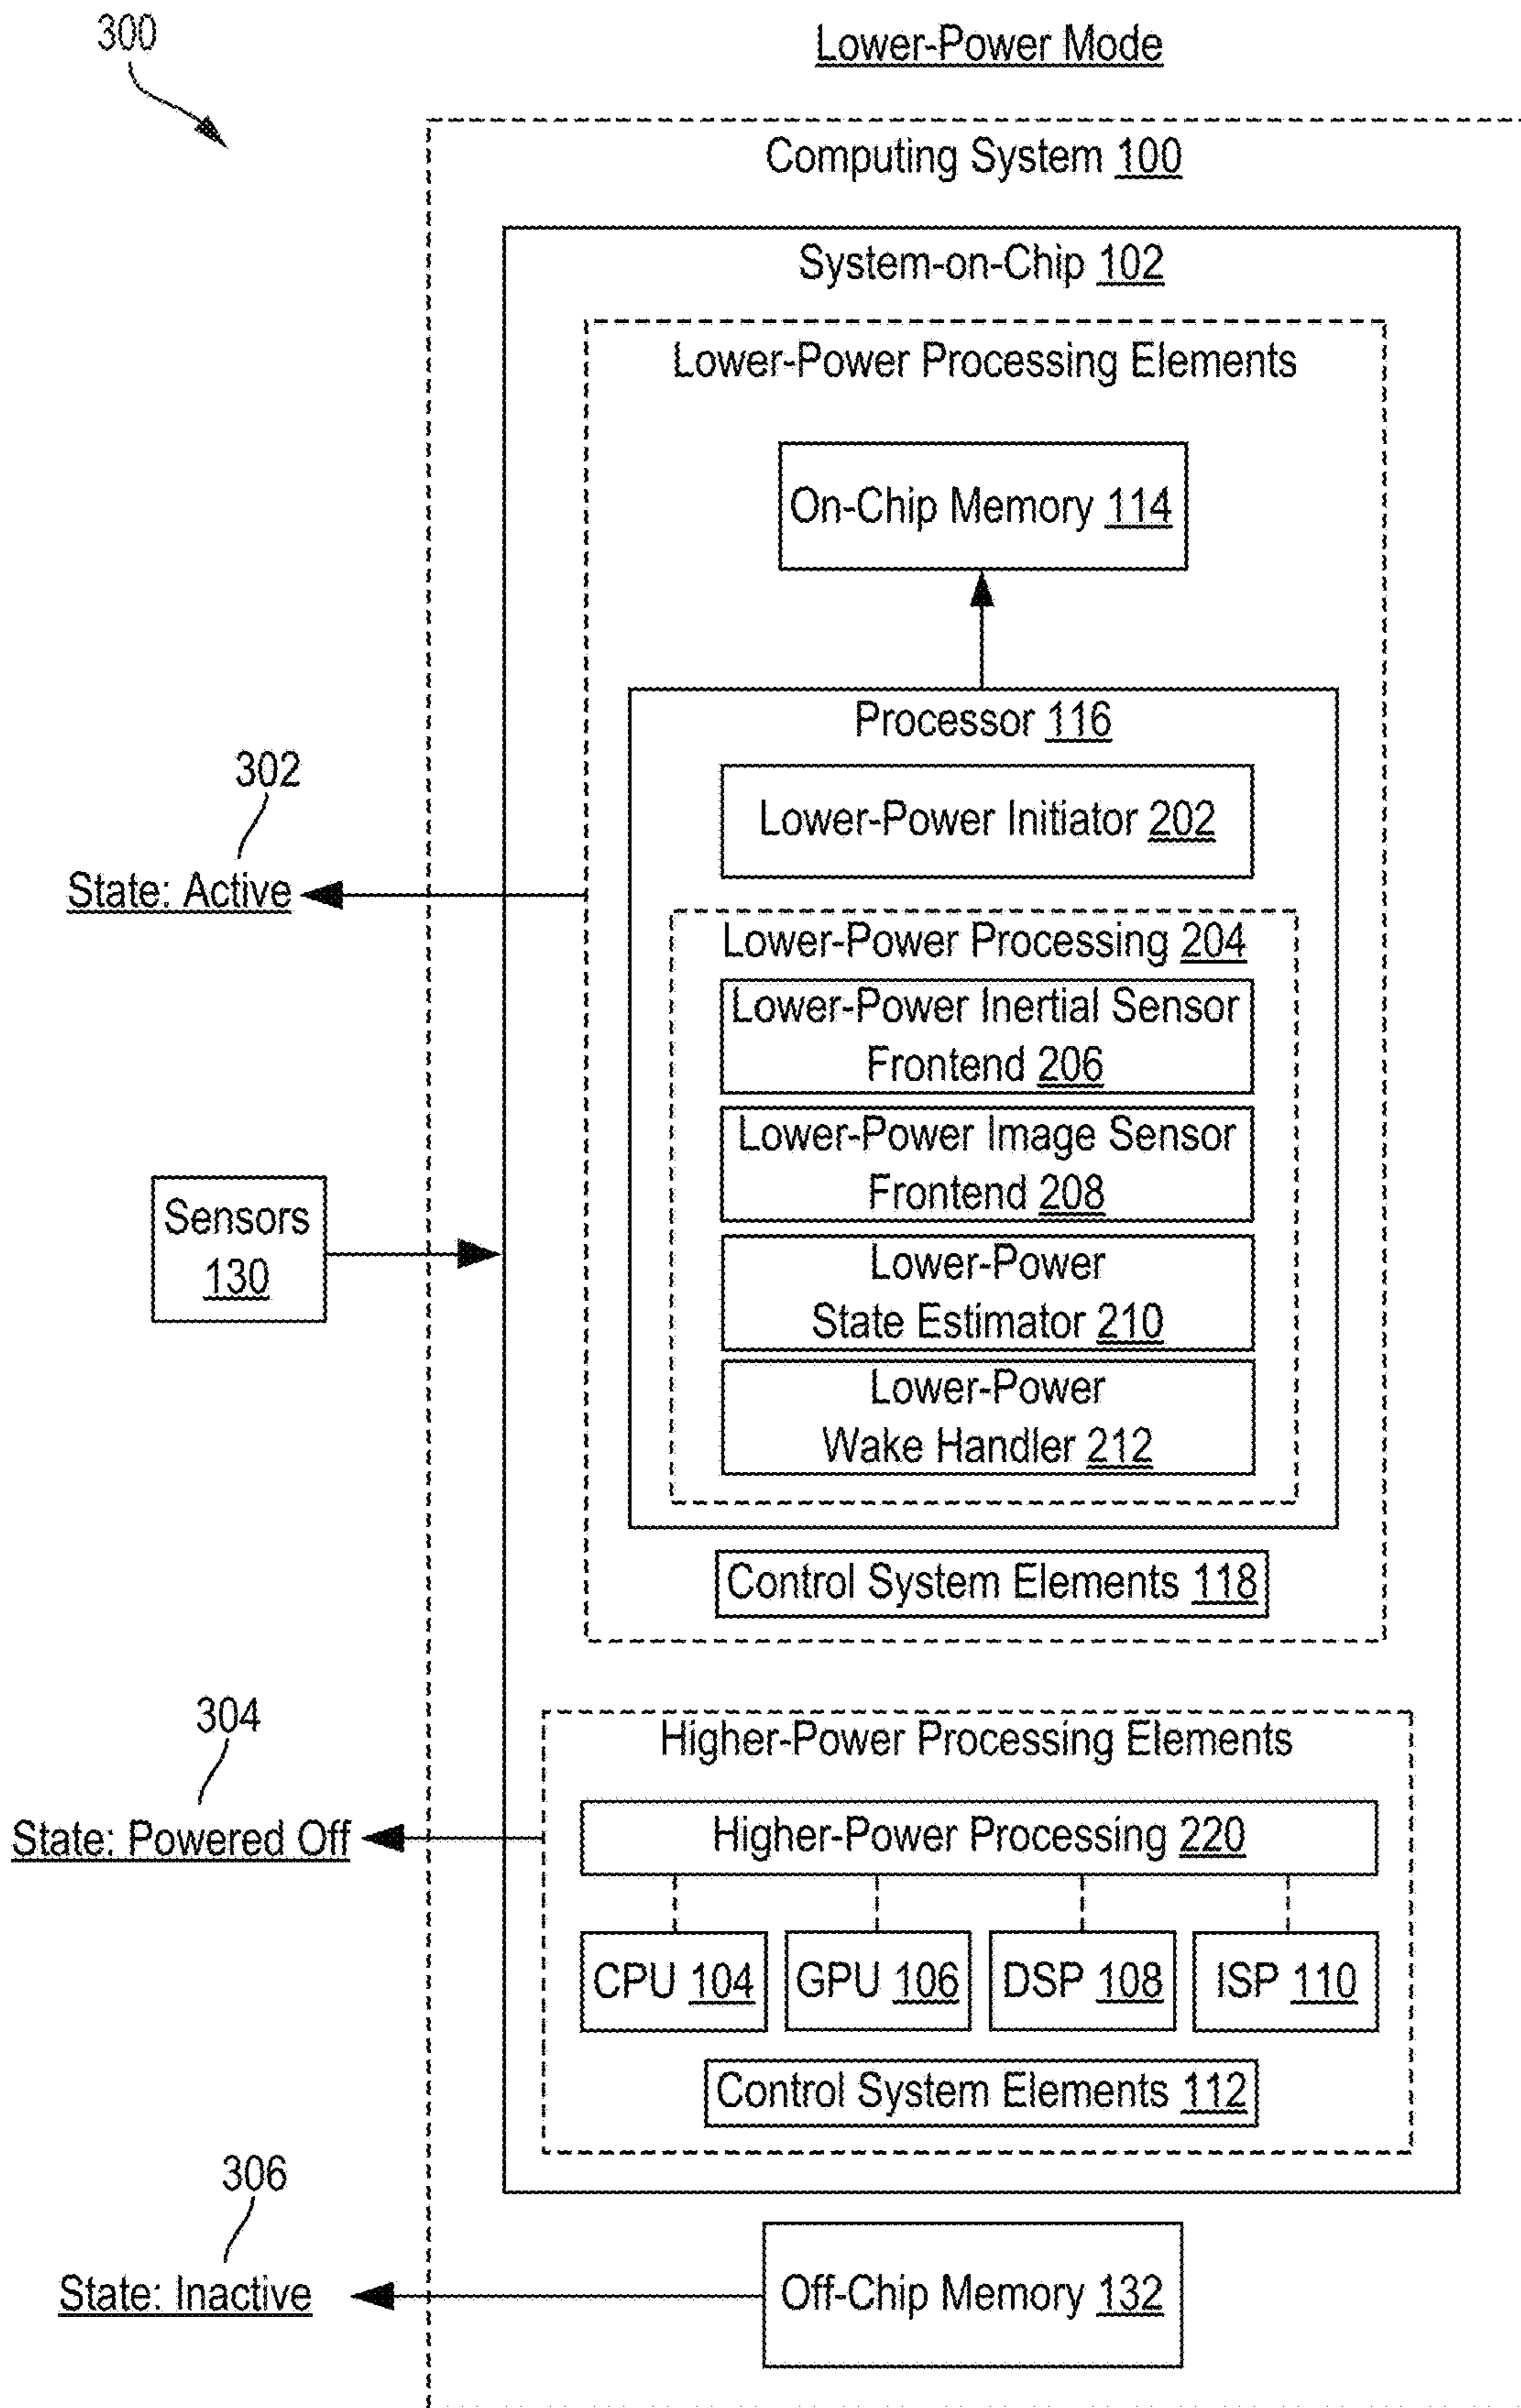 300
Lower-Power Mode
Computing System 100
System-on-Chip 102
Lower-Power Processing Elements
On-Chip Memory 114
Processor 116
302
Lower-Power Initiator 202
State: Active
Lower-Power Processing 204
Lower-Power Inertial Sensor
Frontend 206
Lower-Power Image Sensor
Frontend 208
Sensors
130
Lower-Power
State Estimator 210
Lower-Power
Wake Handler 212
Control System Elements 118
304
Higher-Power Processing Elements
State: Powered Off
Higher-Power Processing 220
CPU 104
GPU 106
DSP 108
ISP 110
Control System Elements 112
306
State: Inactive
Off-Chip Memory 132